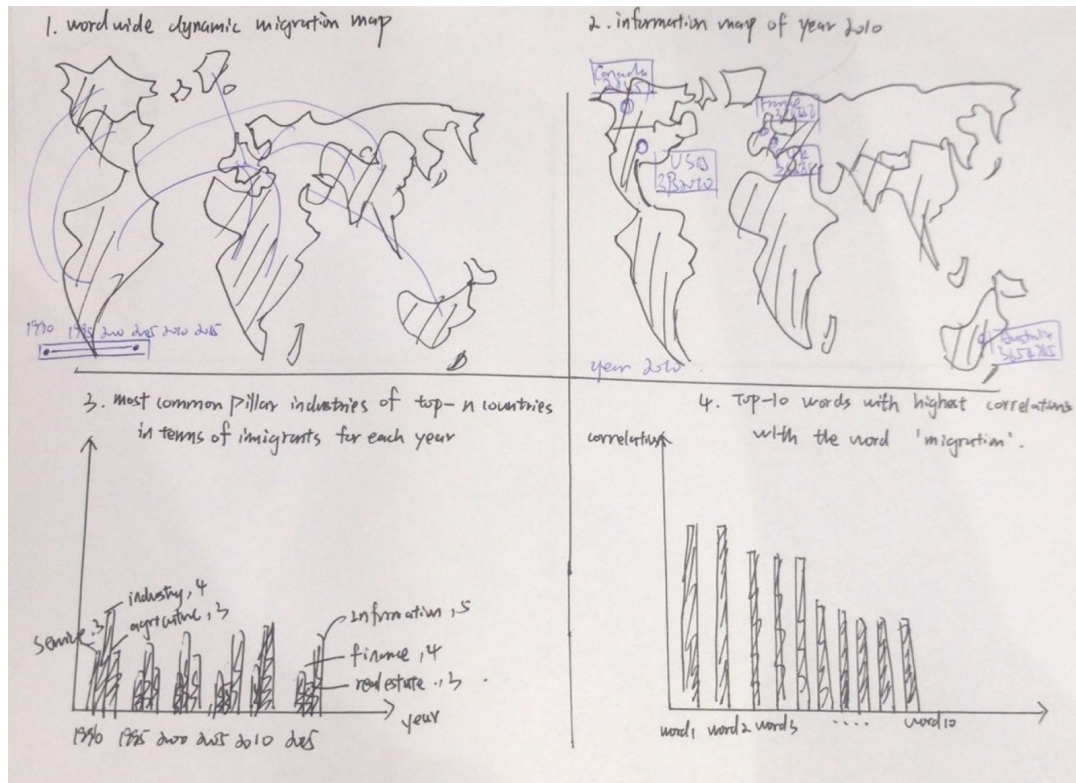 1. wordwide dynamic migration map
1990 1995 200 2005 2010 2015
2. information map of year 2010
Canada
France
USA
UK
Australia
year 2010
3. most common pillar industries of top-n countries
in terms of imigrants for each year
industry, 4
agriculture, 3
service, 3
information, 5
finance, 4
real estate, 3
year
1990 1995 2000 2005 2010 2015
4. Top-10 words with highest correlations
with the word 'migration'.
correlation
word1 word2 word3 ..... word10